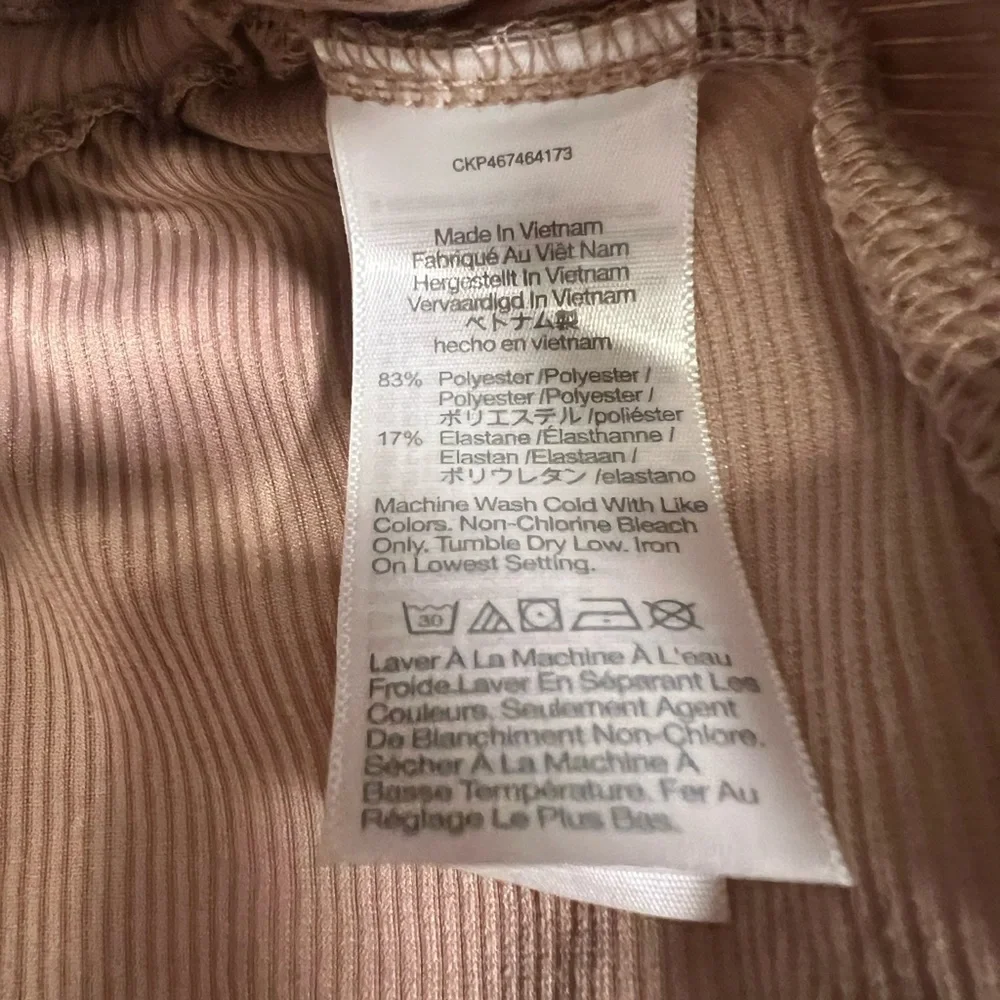 CKP467464173
Made In Vietnam
Fabriqué Au Viêt Nam
Hergestellt In Vietnam
Vervaardigd In Vietnam
ベトナム製
hecho en vietnam
83% Polyester /Polyester /
Polyester /Polyester /
ポリエステル /poliéster
17% Elastane /Élasthanne /
Elastan /Elastaan /
ポリウレタン /elastano
Machine Wash Cold With Like
Colors. Non-Chlorine Bleach
Only. Tumble Dry Low. Iron
On Lowest Setting.
30
Laver À La Machine À L'eau
Froide.Laver En Séparant Les
Couleurs. Seulement Agent
De Blanchiment Non-Chlore.
Sécher À La Machine À
Basse Température. Fer Au
Réglage Le Plus Bas.